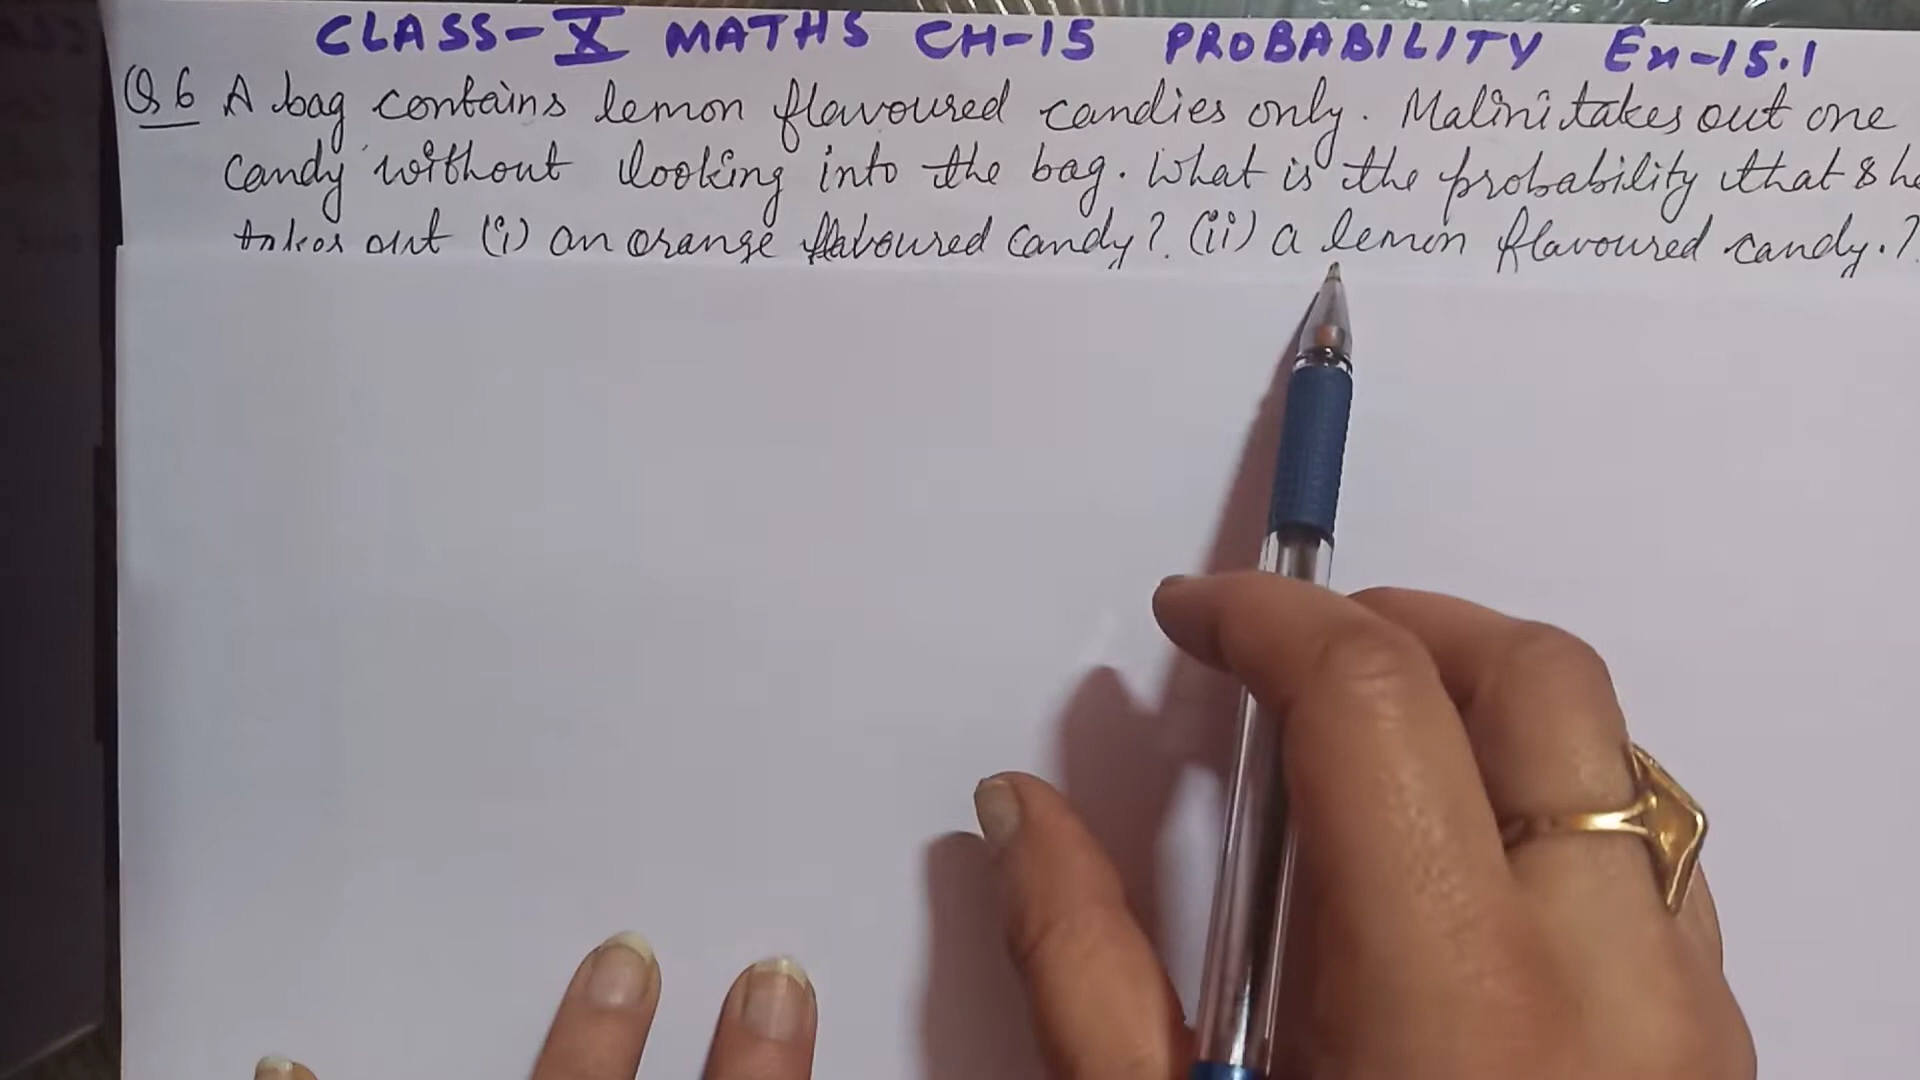 CLASS-X MATHS CH-15 PROBABILITY Ex-15.1
Q6 A bag contains lemon flavoured candies only. Malini takes out one
candy without looking into the bag. What is the probability that she
takes out (i) an orange flavoured candy? (ii) a lemon flavoured candy.?